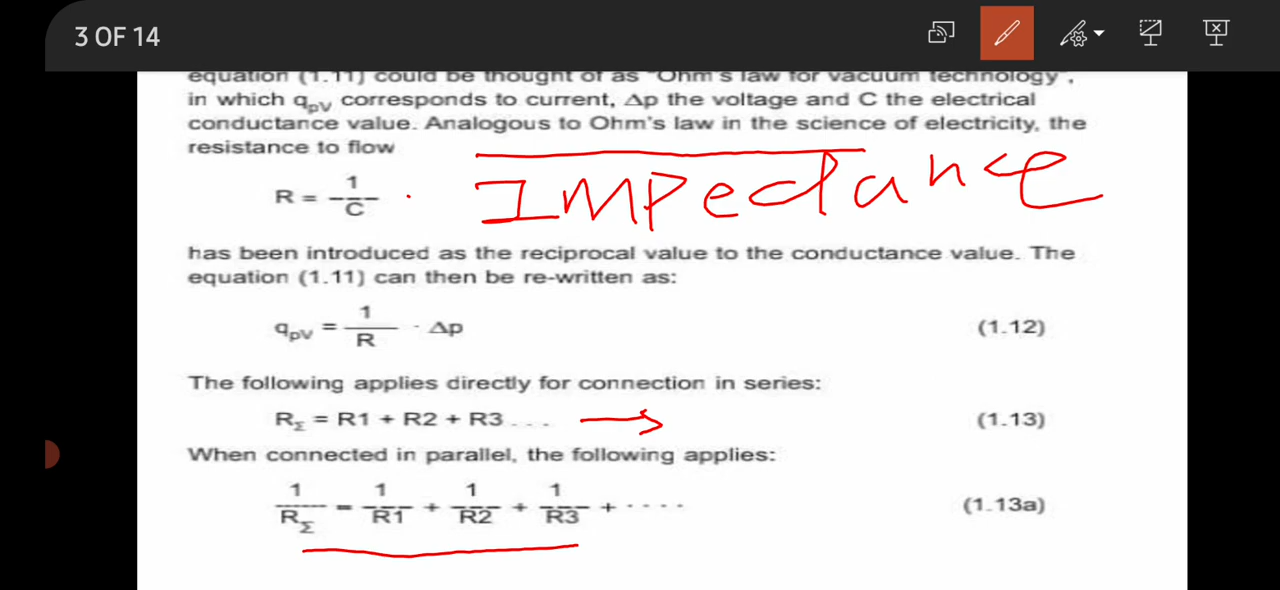 3 OF 14
equation (1.11) could be thought of as "Ohm's law for vacuum technology",
in which qpV corresponds to current, Δp the voltage and C the electrical
conductance value. Analogous to Ohm's law in the science of electricity, the
resistance to flow
R = 1/C . Impedance
has been introduced as the reciprocal value to the conductance value. The
equation (1.11) can then be re-written as:
qpV = 1/R · Δp (1.12)
The following applies directly for connection in series:
RΣ = R1 + R2 + R3 . . . → (1.13)
When connected in parallel, the following applies:
1/RΣ = 1/R1 + 1/R2 + 1/R3 + · · · · (1.13a)